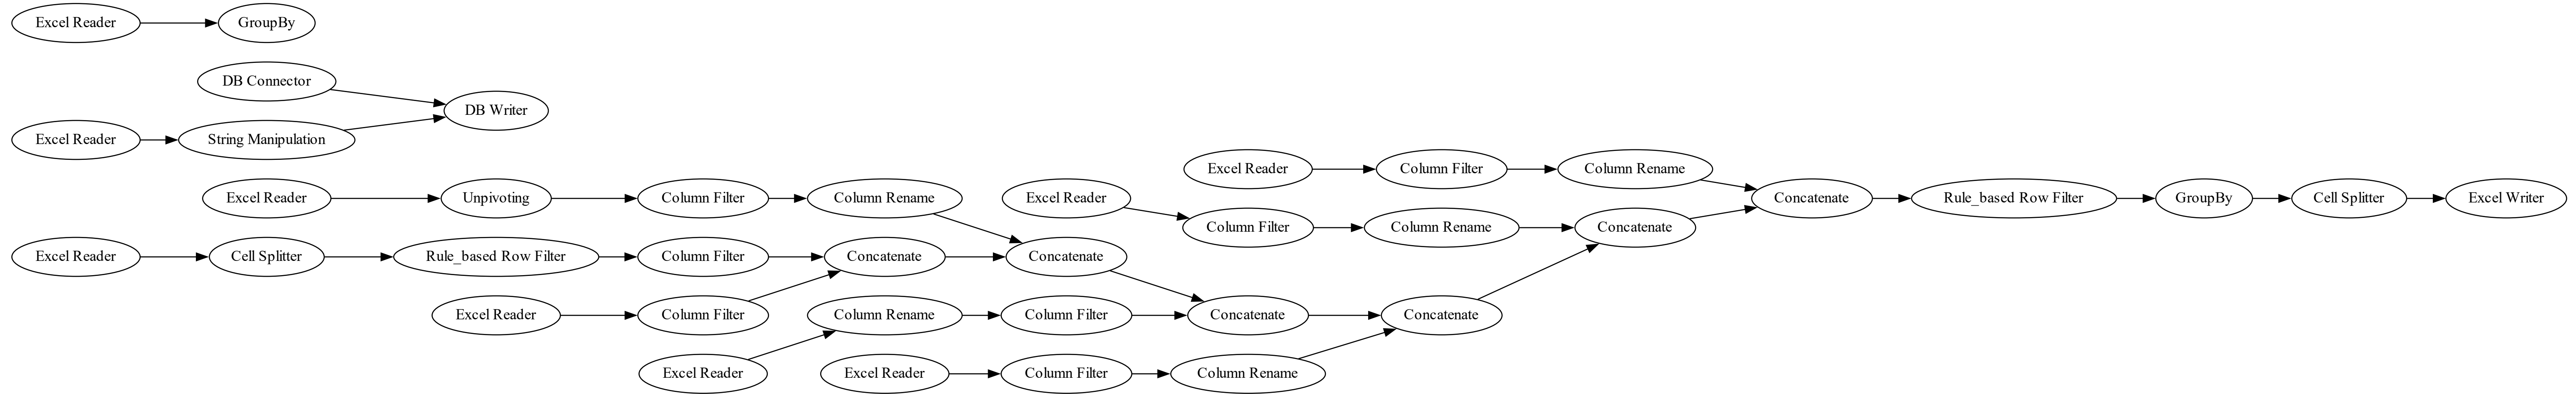 Excel Reader
GroupBy
DB Connector
DB Writer
Excel Reader
String Manipulation
Excel Reader
Column Filter
Column Rename
Excel Reader
Unpivoting
Column Filter
Column Rename
Excel Reader
Concatenate
Rule_based Row Filter
GroupBy
Cell Splitter
Excel Writer
Column Filter
Column Rename
Concatenate
Excel Reader
Cell Splitter
Rule_based Row Filter
Column Filter
Concatenate
Concatenate
Excel Reader
Column Filter
Column Rename
Column Filter
Concatenate
Concatenate
Excel Reader
Excel Reader
Column Filter
Column Rename